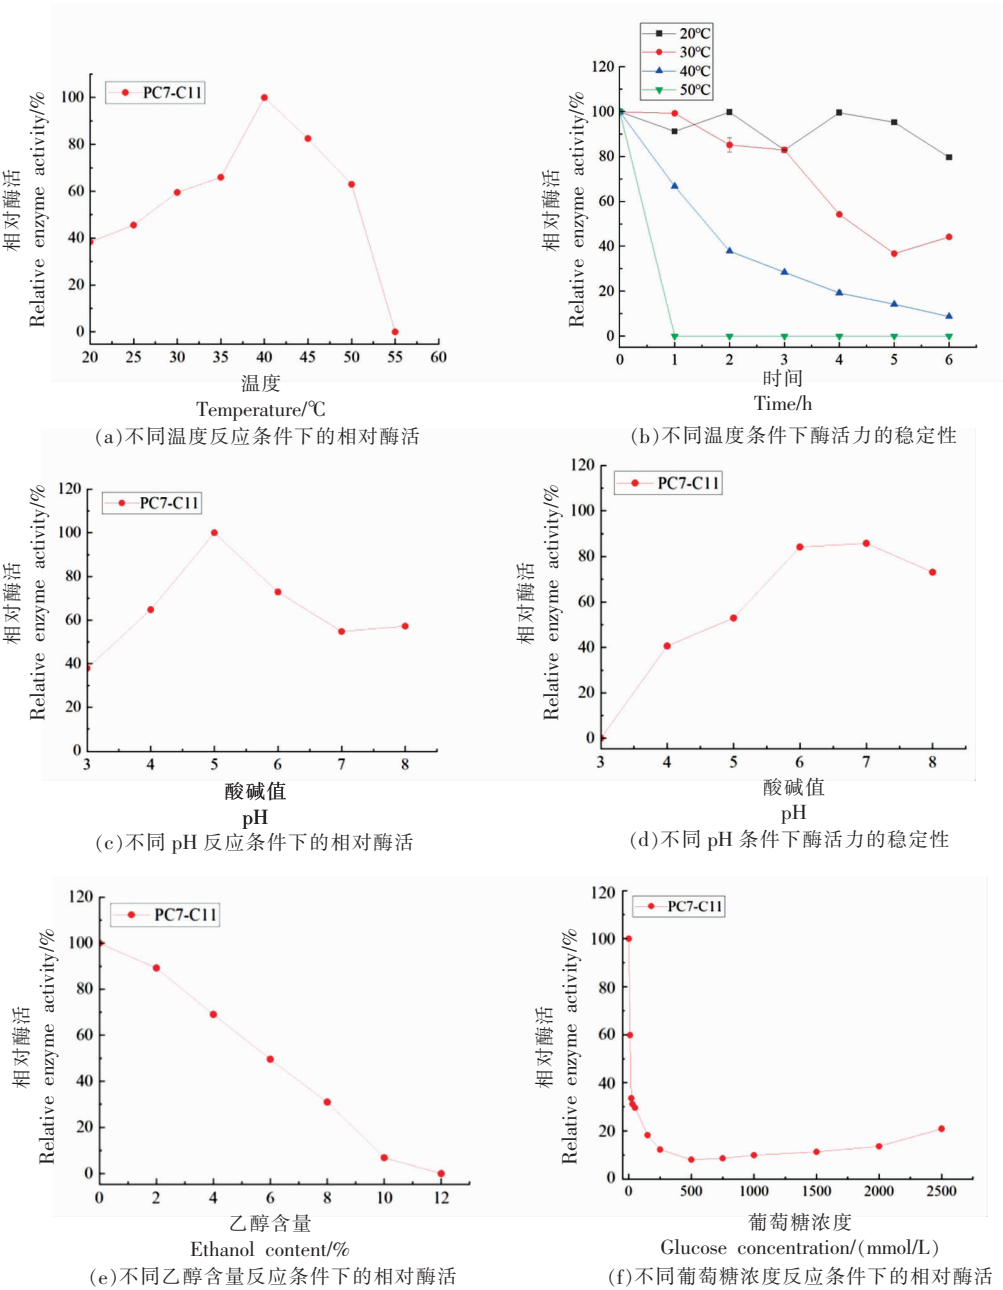 PC7-C11
100
80
60
40
20
0
20 25 30 35 40 45 50 55 60
相对酶活
Relative enzyme activity/%
温度
Temperature/℃
(a)不同温度反应条件下的相对酶活
20℃
30℃
40℃
50℃
120
100
80
60
40
20
0
0 1 2 3 4 5 6
相对酶活
Relative enzyme activity/%
时间
Time/h
(b)不同温度条件下酶活力的稳定性
PC7-C11
120
100
80
60
40
20
0
3 4 5 6 7 8
相对酶活
Relative enzyme activity/%
酸碱值
pH
(c)不同 pH 反应条件下的相对酶活
PC7-C11
120
100
80
60
40
20
0
3 4 5 6 7 8
相对酶活
Relative enzyme activity/%
酸碱值
pH
(d)不同 pH 条件下酶活力的稳定性
PC7-C11
120
100
80
60
40
20
0
0 2 4 6 8 10 12
相对酶活
Relative enzyme activity/%
乙醇含量
Ethanol content/%
(e)不同乙醇含量反应条件下的相对酶活
PC7-C11
120
100
80
60
40
20
0
0 500 1000 1500 2000 2500
相对酶活
Relative enzyme activity/%
葡萄糖浓度
Glucose concentration/(mmol/L)
(f)不同葡萄糖浓度反应条件下的相对酶活